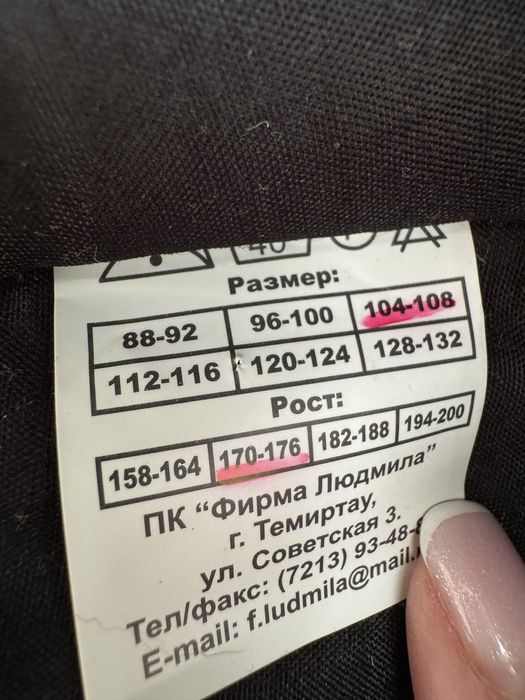 40
Размер:
88-92 96-100 104-108
112-116 120-124 128-132
Рост:
158-164 170-176 182-188 194-200
ПК “Фирма Людмила”
г. Темиртау,
ул. Советская 3.
Тел/факс: (7213) 93-48-
E-mail: f.ludmila@mail.